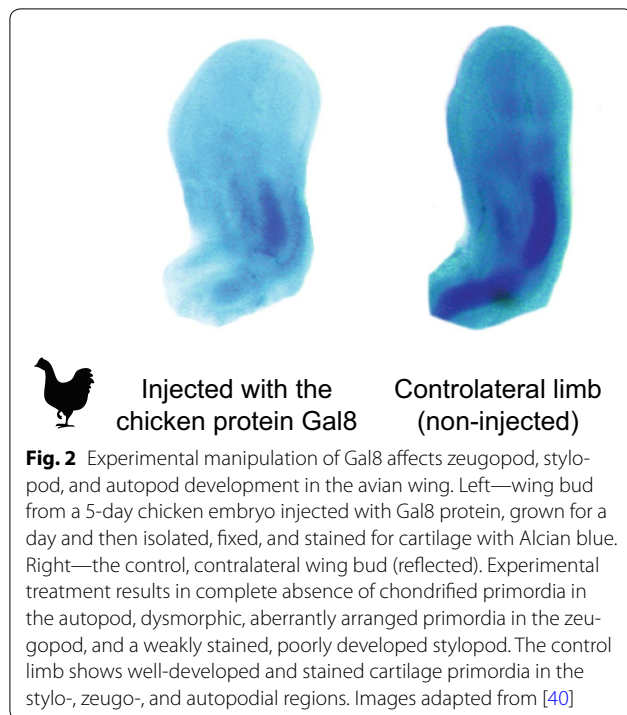 Injected with the
chicken protein Gal8
Controlateral limb
(non-injected)
Fig. 2 Experimental manipulation of Gal8 affects zeugopod, stylo-
pod, and autopod development in the avian wing. Left—wing bud
from a 5-day chicken embryo injected with Gal8 protein, grown for a
day and then isolated, fixed, and stained for cartilage with Alcian blue.
Right—the control, contralateral wing bud (reflected). Experimental
treatment results in complete absence of chondrified primordia in
the autopod, dysmorphic, aberrantly arranged primordia in the zeu-
gopod, and a weakly stained, poorly developed stylopod. The control
limb shows well-developed and stained cartilage primordia in the
stylo-, zeugo-, and autopodial regions. Images adapted from [40]